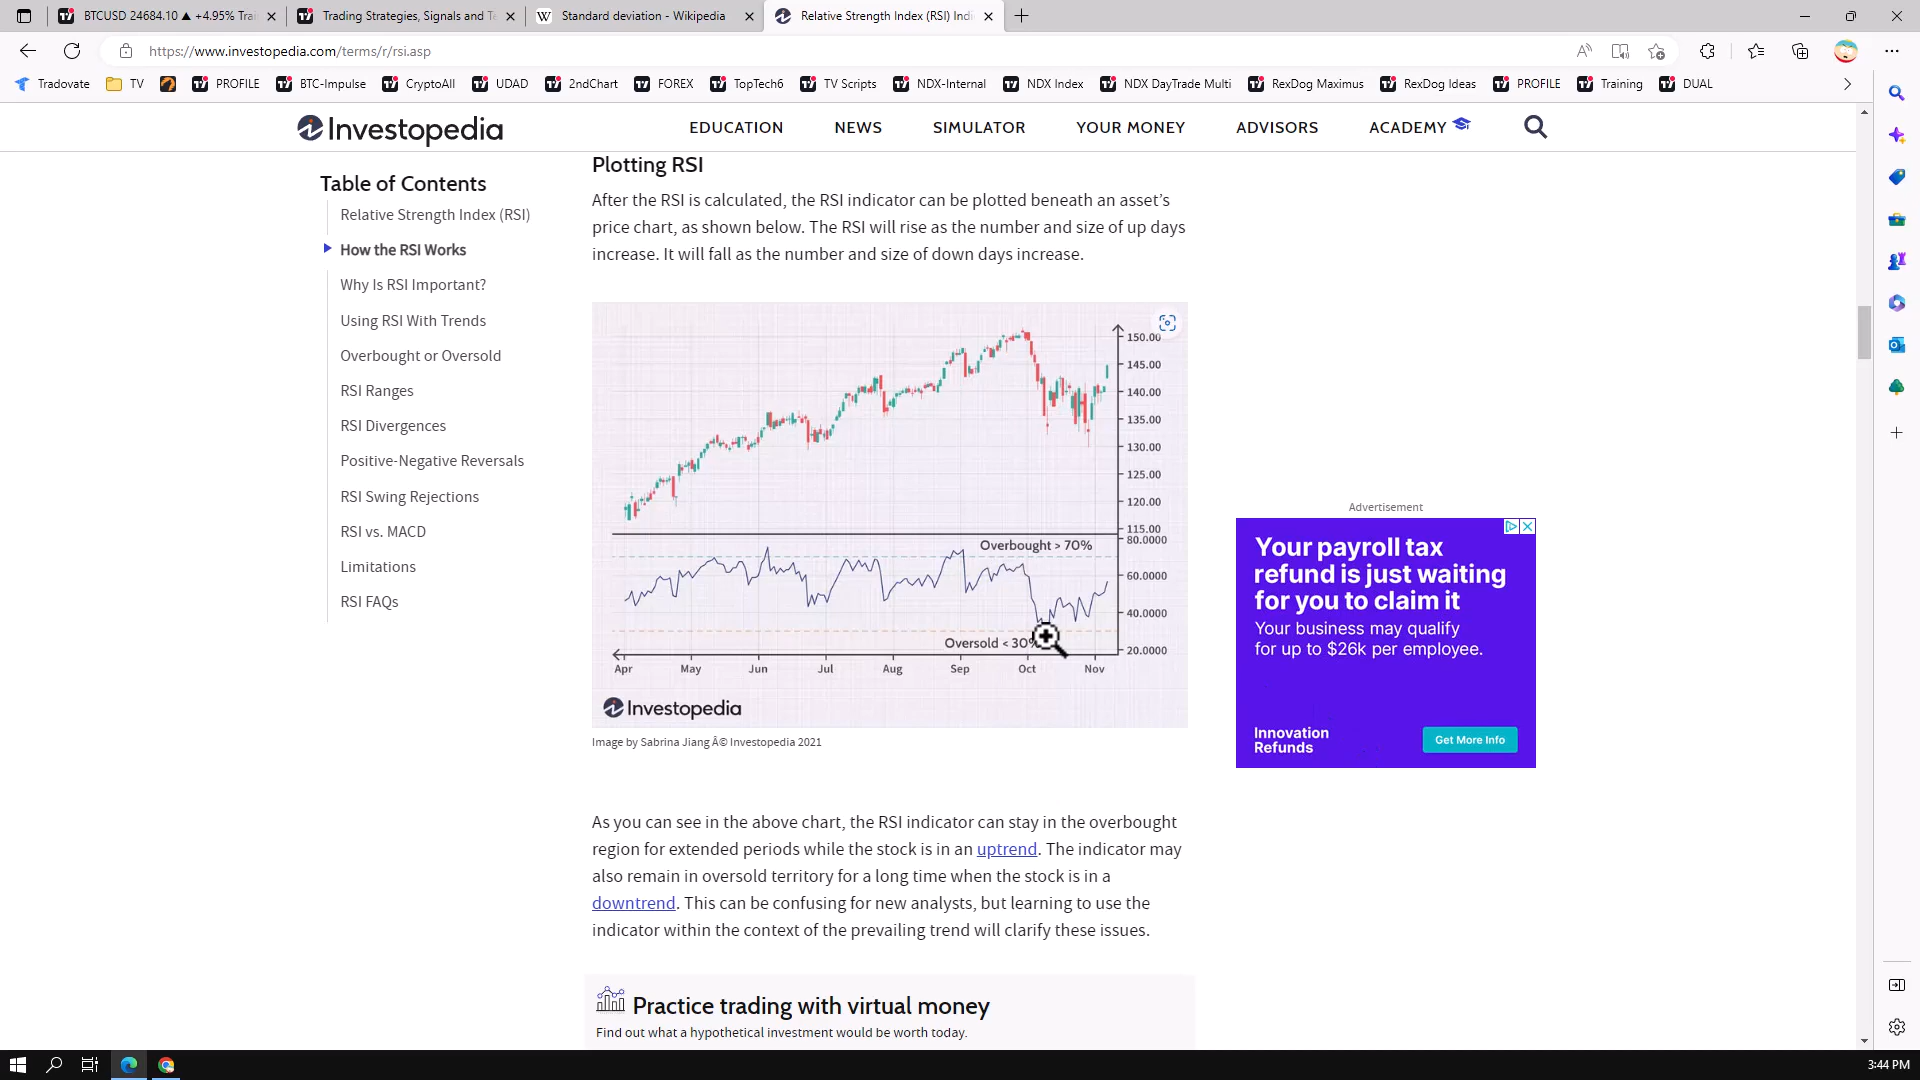 BTCUSD 24684.10 ▲ +4.95%
Trading Strategies, Signals and
Standard deviation - Wikipedia
Relative Strength Index (RSI)
https://www.investopedia.com/terms/r/rsi.asp
Tradovate
TV
PROFILE
BTC-Impulse
CryptoAll
UDAD
2ndChart
FOREX
TopTech6
TV Scripts
NDX-Internal
NDX Index
NDX DayTrade Multi
RexDog Maximus
RexDog Ideas
PROFILE
Training
DUAL
Investopedia
EDUCATION
NEWS
SIMULATOR
YOUR MONEY
ADVISORS
ACADEMY
Table of Contents
Relative Strength Index (RSI)
How the RSI Works
Why Is RSI Important?
Using RSI With Trends
Overbought or Oversold
RSI Ranges
RSI Divergences
Positive-Negative Reversals
RSI Swing Rejections
RSI vs. MACD
Limitations
RSI FAQs
Plotting RSI
After the RSI is calculated, the RSI indicator can be plotted beneath an asset’s
price chart, as shown below. The RSI will rise as the number and size of up days
increase. It will fall as the number and size of down days increase.
150.00
145.00
140.00
135.00
130.00
125.00
120.00
115.00
80.0000
Overbought > 70%
60.0000
40.0000
Oversold < 30%
20.0000
Apr May Jun Jul Aug Sep Oct Nov
Investopedia
Image by Sabrina Jiang Â© Investopedia 2021
As you can see in the above chart, the RSI indicator can stay in the overbought
region for extended periods while the stock is in an uptrend. The indicator may
also remain in oversold territory for a long time when the stock is in a
downtrend. This can be confusing for new analysts, but learning to use the
indicator within the context of the prevailing trend will clarify these issues.
Practice trading with virtual money
Find out what a hypothetical investment would be worth today.
Advertisement
Your payroll tax
refund is just waiting
for you to claim it
Your business may qualify
for up to $26k per employee.
Innovation
Refunds
Get More Info
3:44 PM